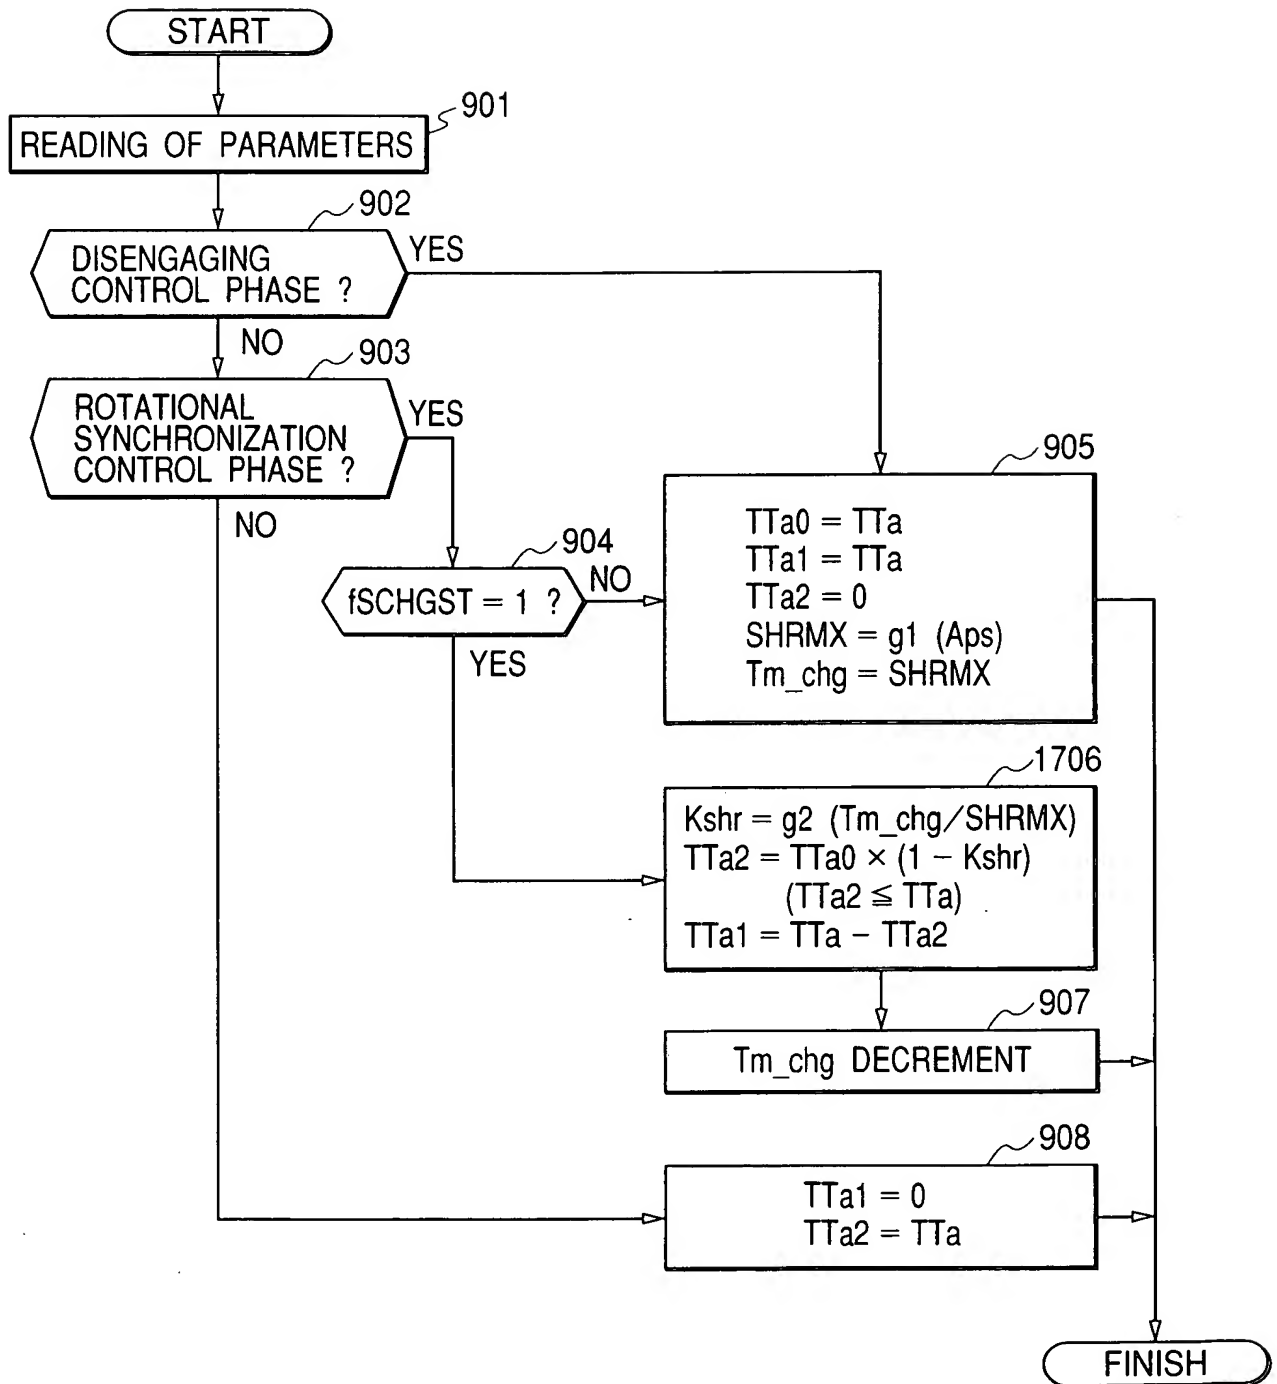 START
901
READING OF PARAMETERS
902
DISENGAGING
CONTROL PHASE ?
YES
NO
903
ROTATIONAL
SYNCHRONIZATION
CONTROL PHASE ?
YES
NO
904
fSCHGST = 1 ?
NO
YES
905
TTa0 = TTa
TTa1 = TTa
TTa2 = 0
SHRMX = g1 (Aps)
Tm_chg = SHRMX
1706
Kshr = g2 (Tm_chg/SHRMX)
TTa2 = TTa0 × (1 − Kshr)
(TTa2 ≦ TTa)
TTa1 = TTa − TTa2
907
Tm_chg DECREMENT
908
TTa1 = 0
TTa2 = TTa
FINISH